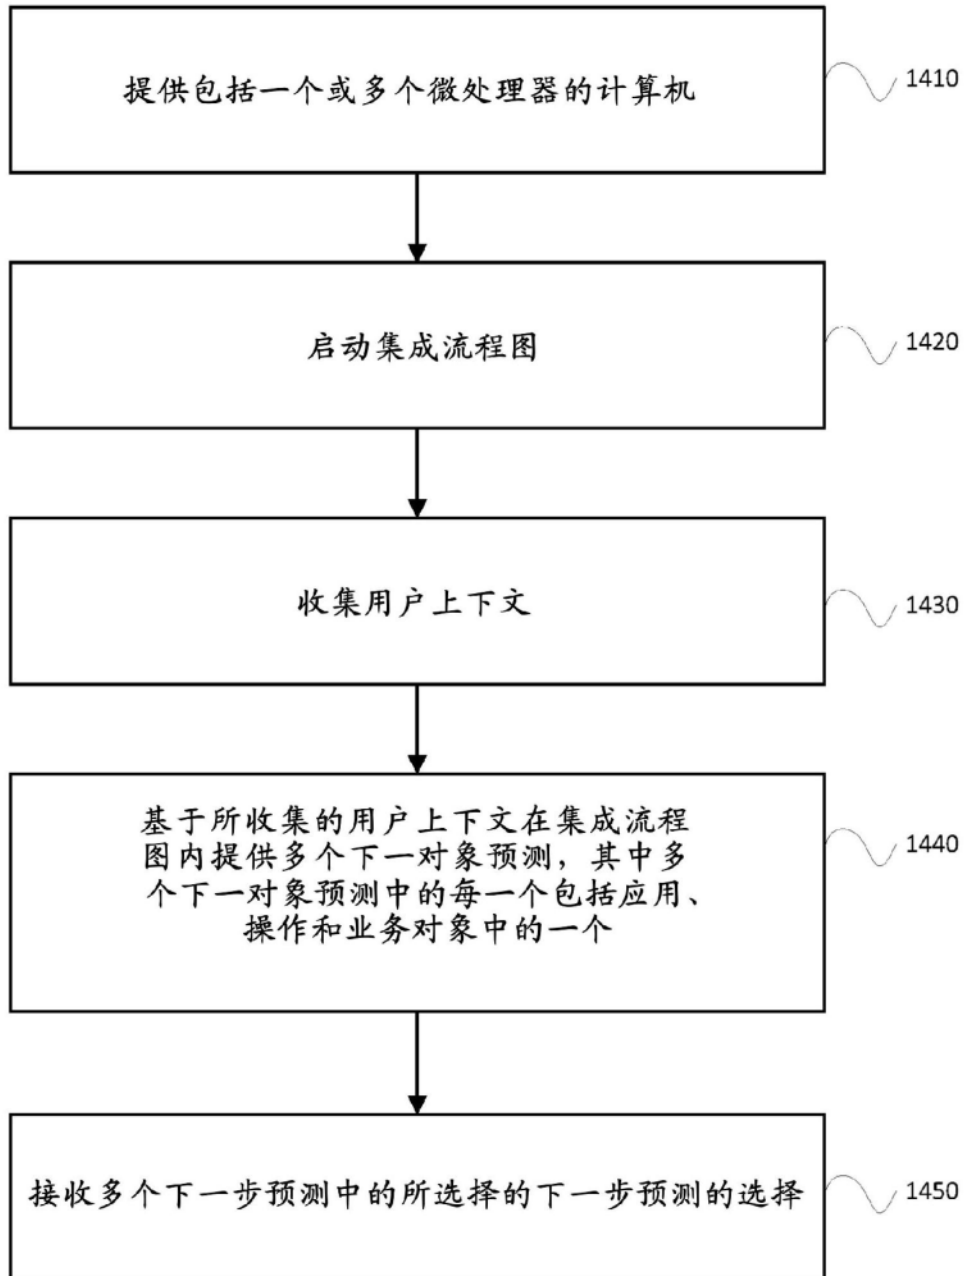 提供包括一个或多个微处理器的计算机
1410
启动集成流程图
1420
收集用户上下文
1430
基于所收集的用户上下文在集成流程
图内提供多个下一对象预测，其中多
个下一对象预测中的每一个包括应用、
操作和业务对象中的一个
1440
接收多个下一步预测中的所选择的下一步预测的选择
1450